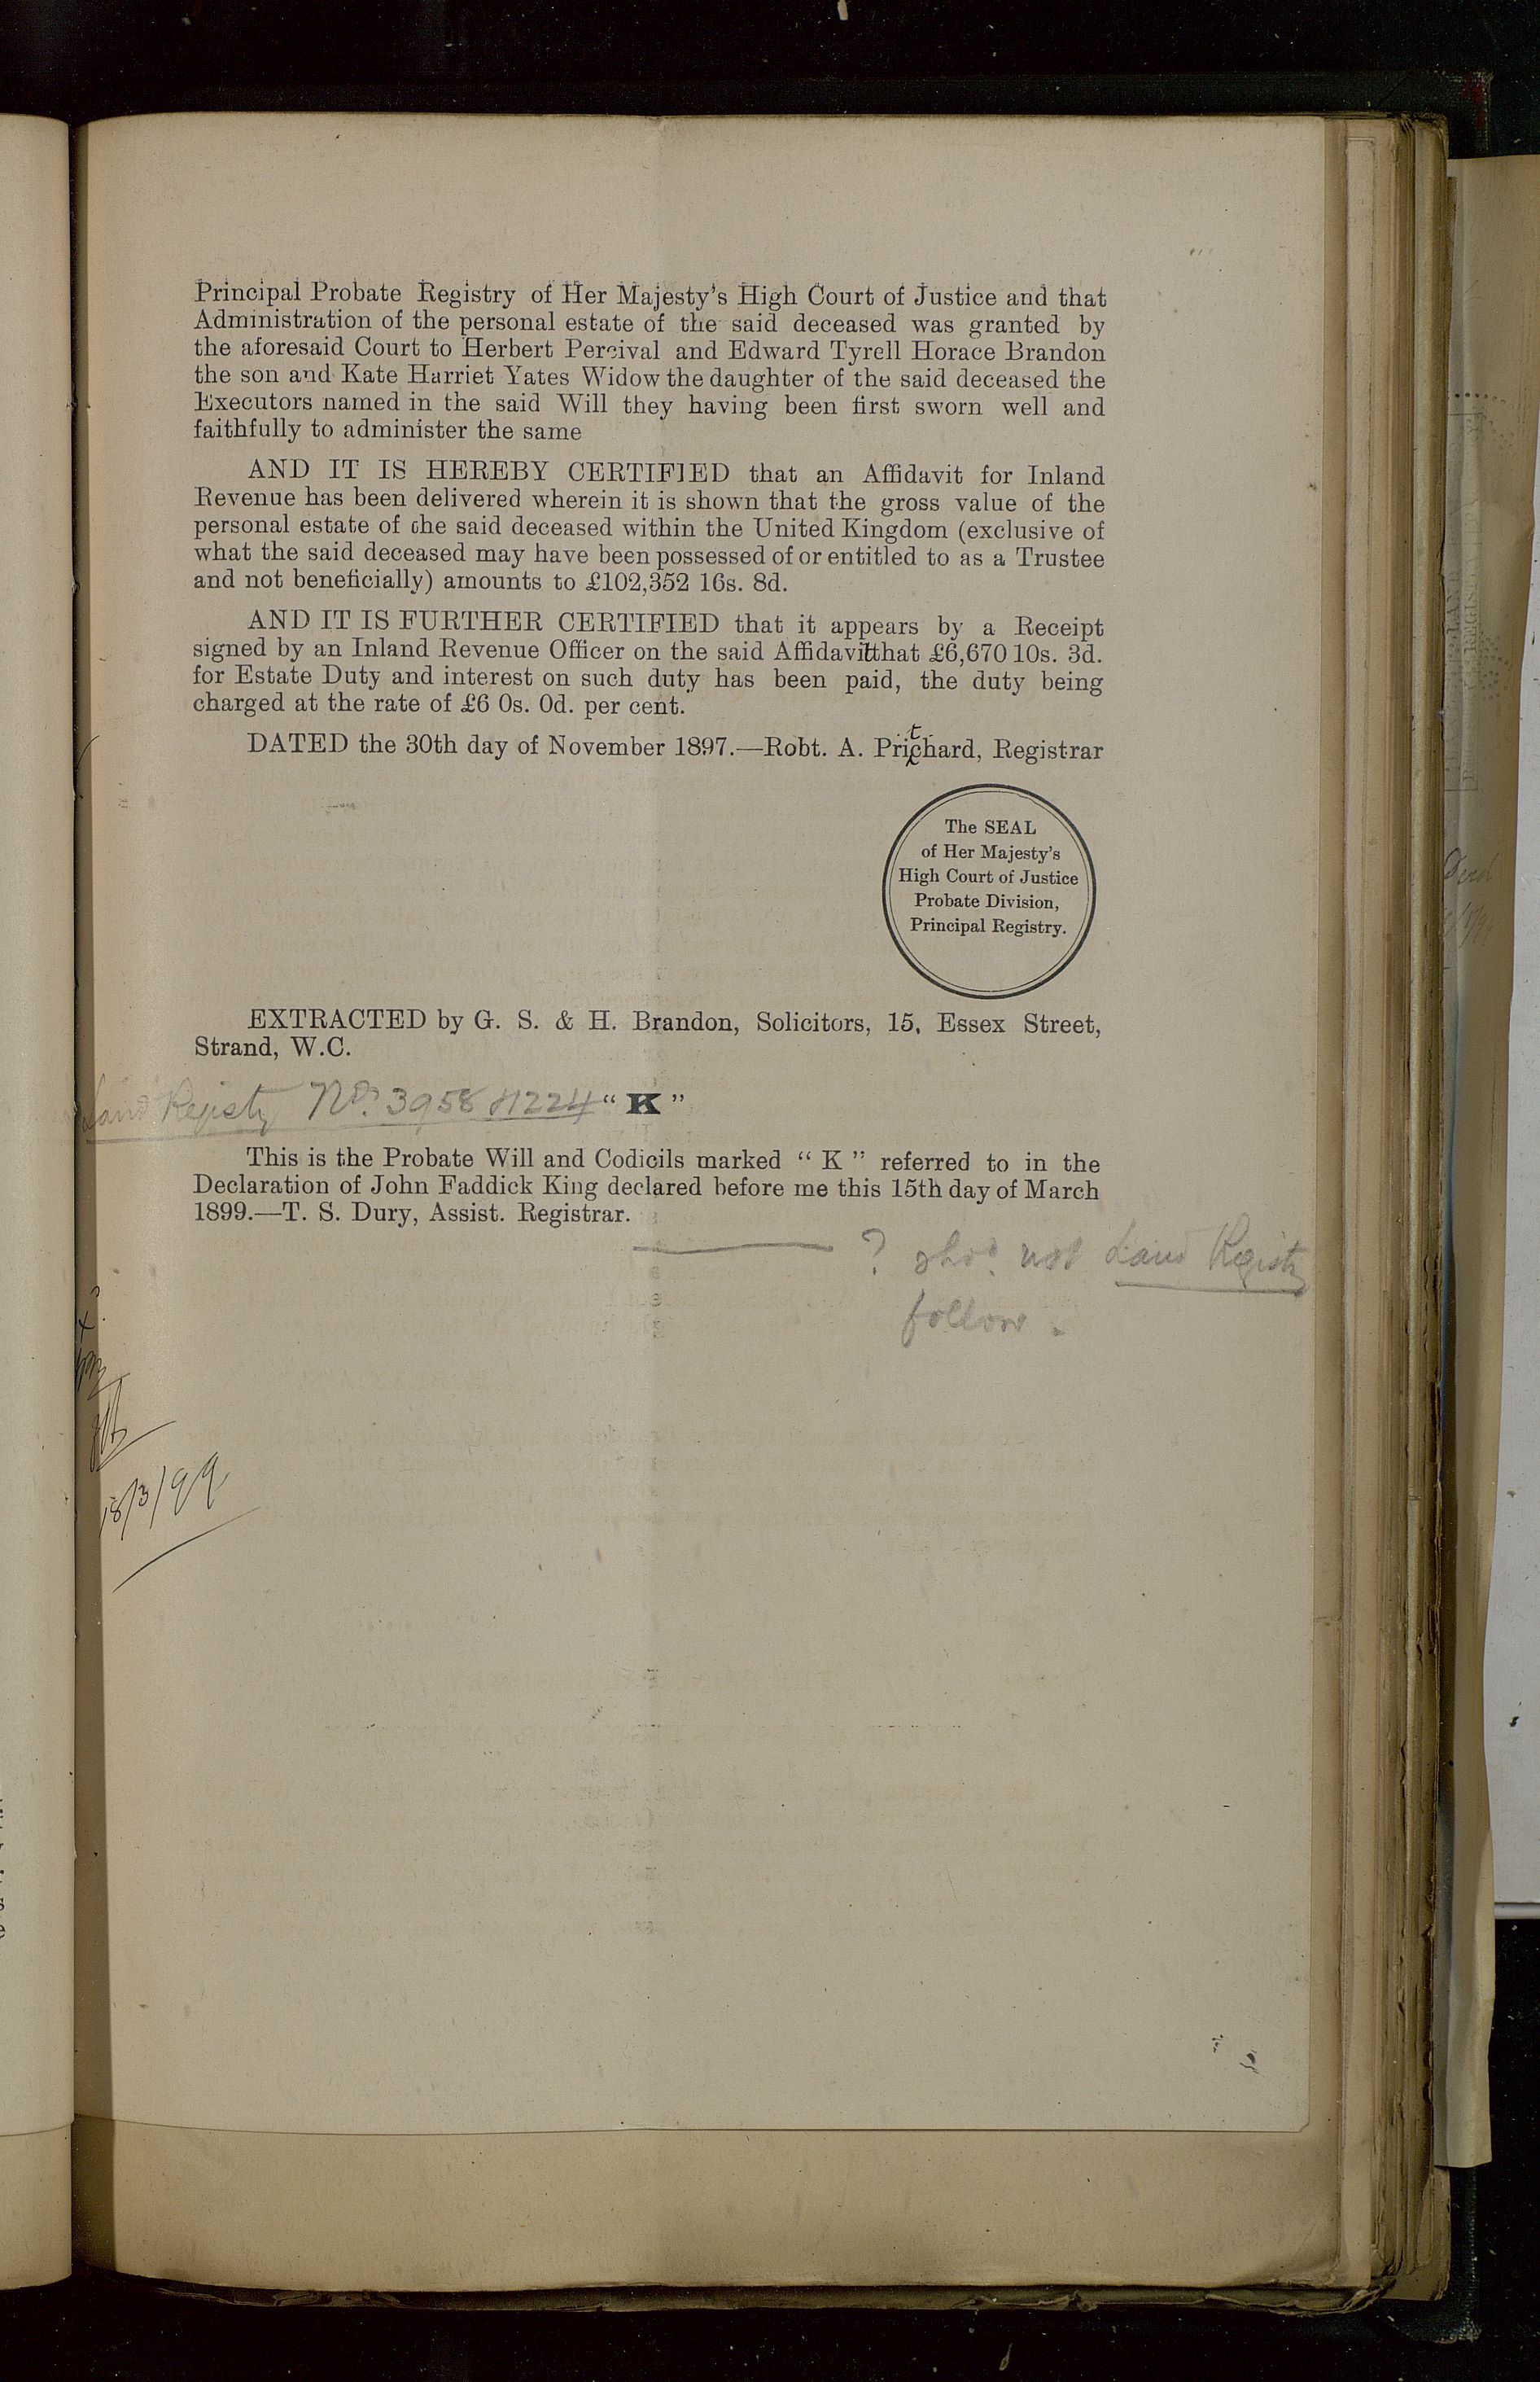 Principal Probate Registry of Her Majesty's High Court of Justice and that
Administration of the personal estate of the said deceased was granted by
the aforesaid Court to Herbert Percival and Edward Tyrell Horace Brandon
the son and Kate Harriet Yates Widow the daughter of the said deceased the
Executors named in the said Will they having been first sworn well and
faithfully to administer the same
AND IT IS HEREBY CERTIFIED that an Affidavit for Inland
Revenue has been delivered wherein it is shown that the gross value of the
personal estate of the said deceased within the United Kingdom (exclusive of
what the said deceased may have been possessed of or entitled to as a Trustee
and not beneficially) amounts to £102,352 16s. 8d.
AND IT IS FURTHER CERTIFIED that it appears by a Receipt
signed by an Inland Revenue Officer on the said Affidavit that £6,670 10s. 3d.
for Estate Duty and interest on such duty has been paid, the duty being
charged at the rate of £6 0s. 0d. per cent.
DATED the 30th day of November 1897.—Robt. A. Pritchard, Registrar
The SEAL
of Her Majesty's
High Court of Justice
Probate Division,
Principal Registry.
EXTRACTED by G. S. & H. Brandon, Solicitors, 15, Essex Street,
Strand, W.C.
Land Registry Nos. 3958 81224 “K”
This is the Probate Will and Codicils marked “K” referred to in the
Declaration of John Faddick King declared before me this 15th day of March
1899.—T. S. Dury, Assist. Registrar.
? shod. not Land Registry
follow.
18/3/99